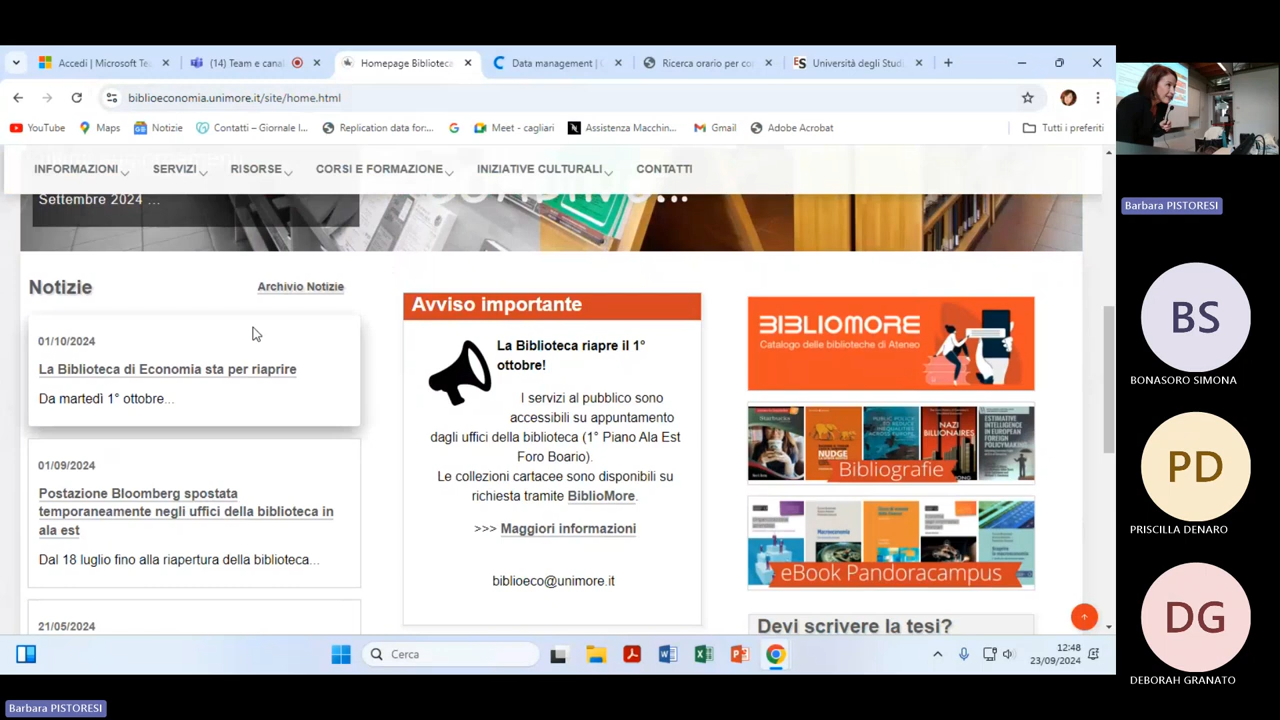 Accedi | Microsoft Te
(14) Team e canal
Homepage Biblioteca
Data management |
Ricerca orario per co
ES Università degli Studi
biblioeconomia.unimore.it/site/home.html
YouTube
Maps
Notizie
Contatti – Giornale I...
Replication data for:...
Meet - cagliari
Assistenza Macchin...
Gmail
Adobe Acrobat
Tutti i preferiti
INFORMAZIONI
SERVIZI
RISORSE
CORSI E FORMAZIONE
INIZIATIVE CULTURALI
CONTATTI
Settembre 2024 ...
Notizie
Archivio Notizie
01/10/2024
La Biblioteca di Economia sta per riaprire
Da martedì 1° ottobre...
01/09/2024
Postazione Bloomberg spostata
temporaneamente negli uffici della biblioteca in
ala est
Dal 18 luglio fino alla riapertura della biblioteca...
21/05/2024
Avviso importante
La Biblioteca riapre il 1°
ottobre!
I servizi al pubblico sono
accessibili su appuntamento
dagli uffici della biblioteca (1° Piano Ala Est
Foro Boario).
Le collezioni cartacee sono disponibili su
richiesta tramite BiblioMore.
>>> Maggiori informazioni
biblioeco@unimore.it
BIBLIOMORE
Catalogo delle biblioteche di Ateneo
NUDGE
NAZI
BILLIONAIRES
Bibliografie
eBook Pandoracampus
Devi scrivere la tesi?
Cerca
12:48
23/09/2024
Barbara PISTORESI
BS
BONASORO SIMONA
PD
PRISCILLA DENARO
DG
DEBORAH GRANATO
Barbara PISTORESI